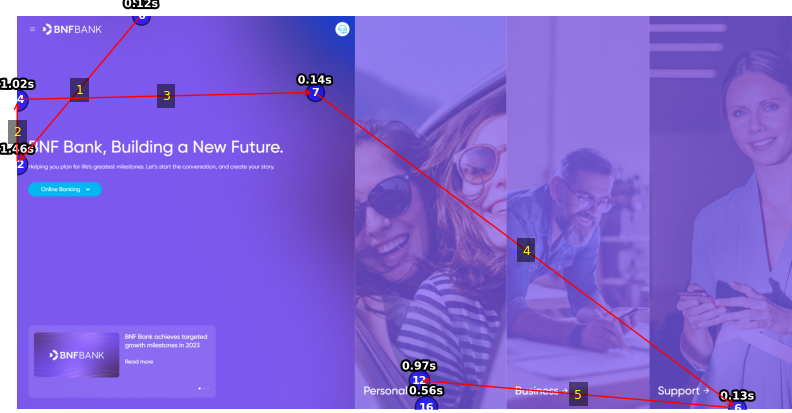 0.12s
BNFBANK
1.02s
1
3
0.14s
7
4
2
1.46s
2
BNF Bank, Building a New Future.
Helping you plan for life's greatest milestones. Let's start the conversation, and create your story.
Online Banking
4
BNF Bank achieves targeted
growth milestones in 2023
BNFBANK
Read more
0.97s
12
Personal
0.56s
16
Business →
5
Support →
0.13s
6